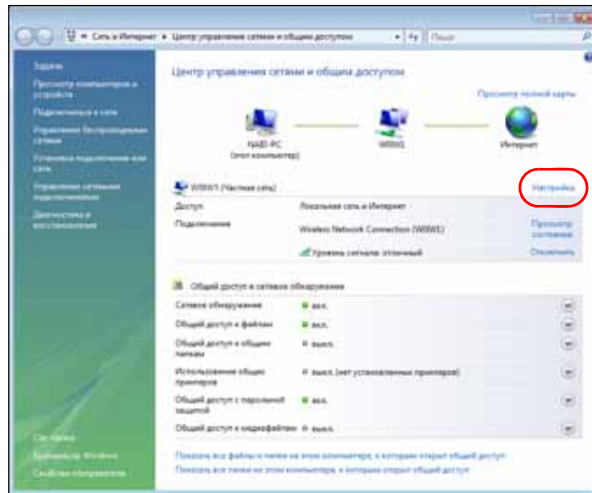 Сеть и Интернет ▸ Центр управления сетями и общим доступом
Поиск
Задачи
Просмотр компьютеров и
устройств
Подключиться к сети
Управление беспроводными
сетями
Установка подключения или
сети
Управление сетевыми
подключениями
Диагностика и
восстановление
См. также
Брандмауэр Windows
Свойства обозревателя
Центр управления сетями и общим доступом
Просмотр полной карты
NAID-PC
(этот компьютер)
Интернет
(Частная сеть)
Настройка
Доступ
Локальная сеть и Интернет
Подключение
Wireless Network Connection
Просмотр
состояния
Уровень сигнала: отличный
Отключить
Общий доступ и сетевое обнаружение
Сетевое обнаружение
вкл.
Общий доступ к файлам
вкл.
Общий доступ к общим
папкам
выкл.
Использование общих
принтеров
выкл. (нет установленных принтеров)
Общий доступ с парольной
защитой
вкл.
Общий доступ к медиафайлам
выкл.
Показать все файлы и папки на этом компьютере, к которым открыт общий доступ
Показать все папки на этом компьютере, к которым открыт общий доступ